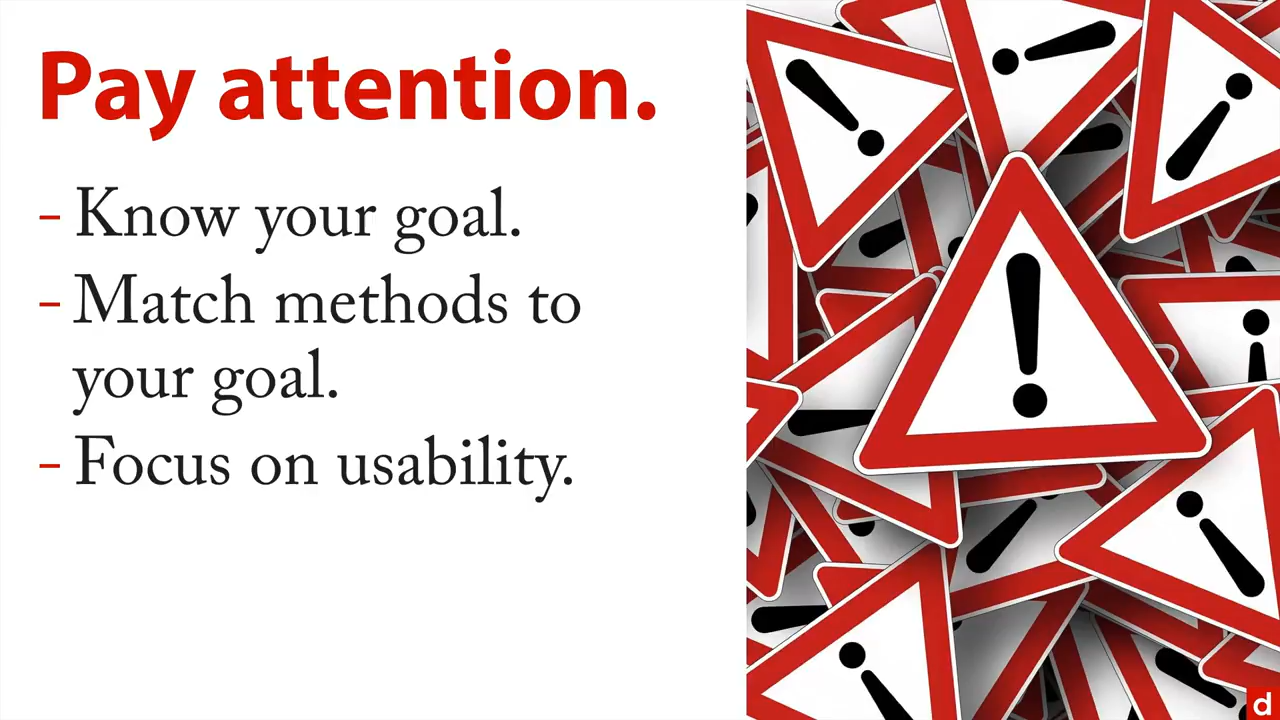 Pay attention.
- Know your goal.
- Match methods to
your goal.
- Focus on usability.
d